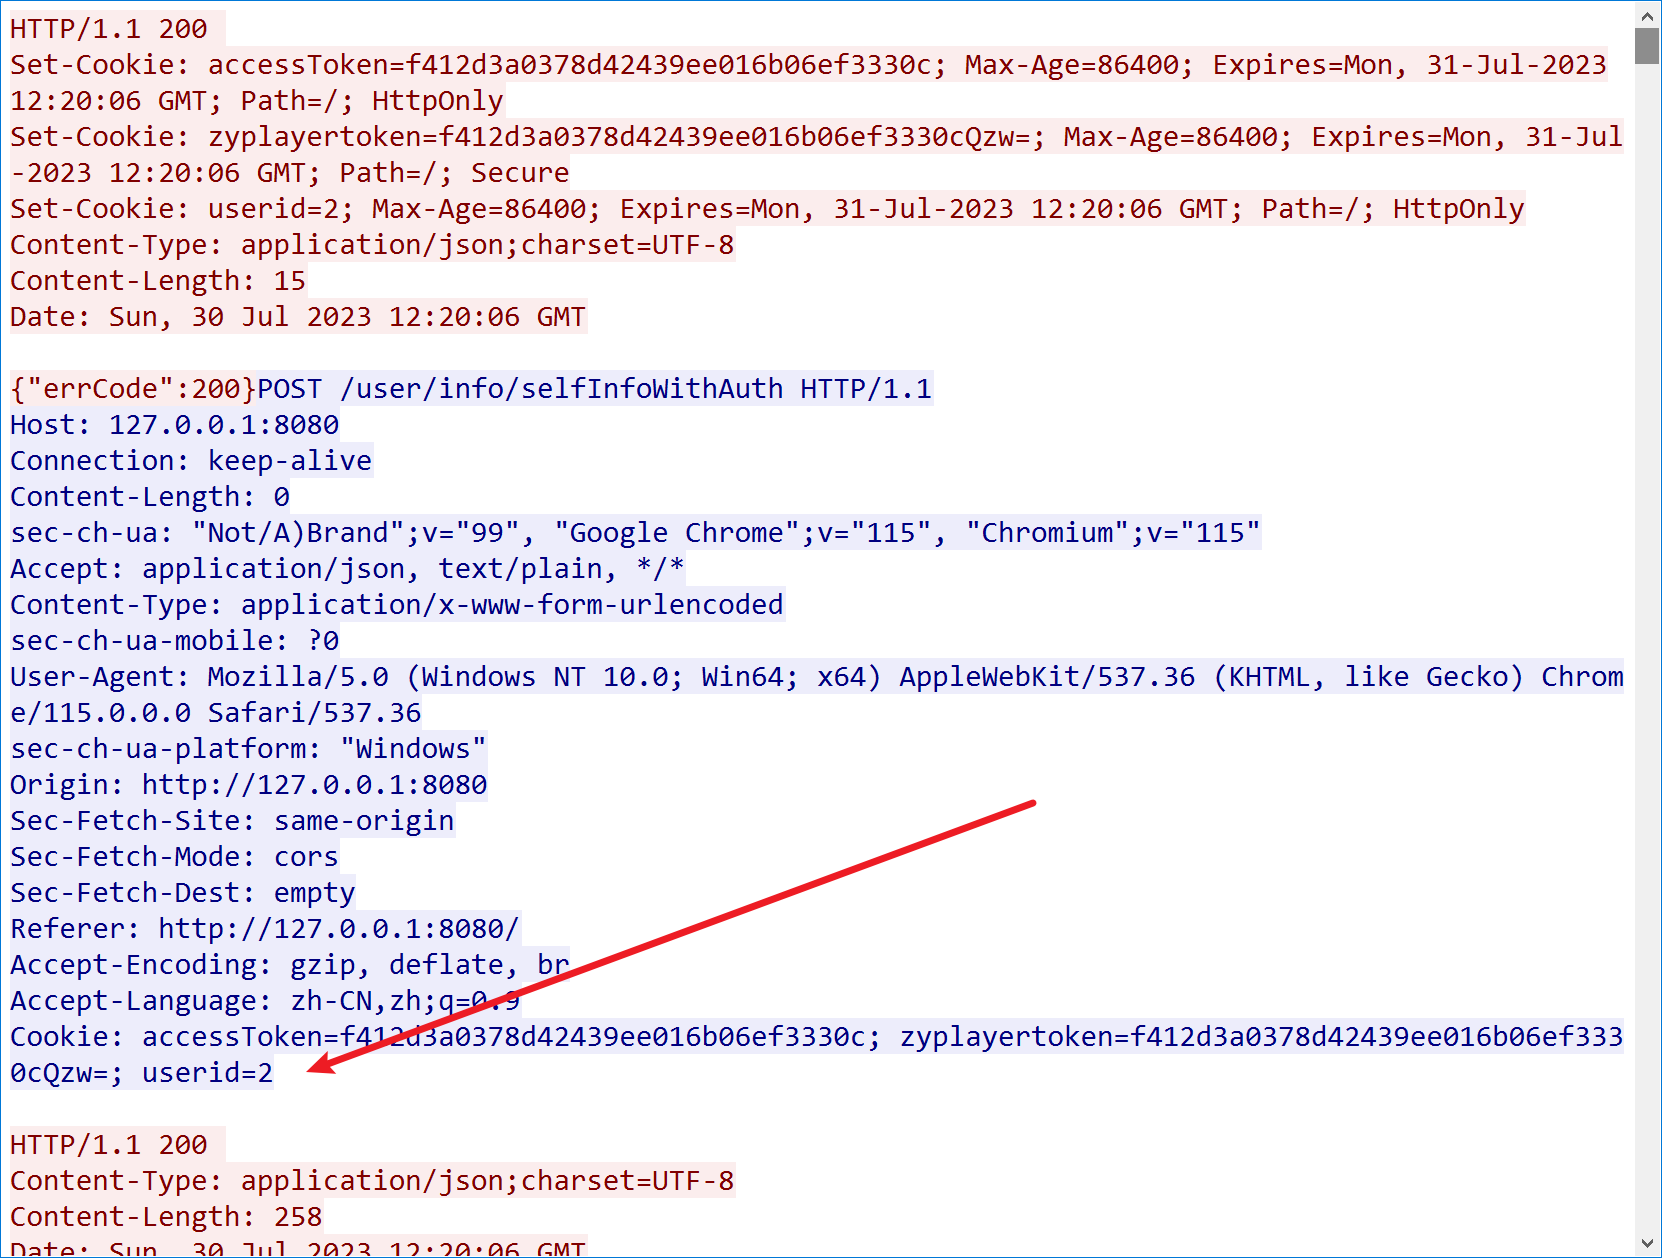 HTTP/1.1 200
Set-Cookie: accessToken=f412d3a0378d42439ee016b06ef3330c; Max-Age=86400; Expires=Mon, 31-Jul-2023
12:20:06 GMT; Path=/; HttpOnly
Set-Cookie: zyplayertoken=f412d3a0378d42439ee016b06ef3330cQzw=; Max-Age=86400; Expires=Mon, 31-Jul
-2023 12:20:06 GMT; Path=/; Secure
Set-Cookie: userid=2; Max-Age=86400; Expires=Mon, 31-Jul-2023 12:20:06 GMT; Path=/; HttpOnly
Content-Type: application/json;charset=UTF-8
Content-Length: 15
Date: Sun, 30 Jul 2023 12:20:06 GMT
{"errCode":200}POST /user/info/selfInfoWithAuth HTTP/1.1
Host: 127.0.0.1:8080
Connection: keep-alive
Content-Length: 0
sec-ch-ua: "Not/A)Brand";v="99", "Google Chrome";v="115", "Chromium";v="115"
Accept: application/json, text/plain, */*
Content-Type: application/x-www-form-urlencoded
sec-ch-ua-mobile: ?0
User-Agent: Mozilla/5.0 (Windows NT 10.0; Win64; x64) AppleWebKit/537.36 (KHTML, like Gecko) Chrom
e/115.0.0.0 Safari/537.36
sec-ch-ua-platform: "Windows"
Origin: http://127.0.0.1:8080
Sec-Fetch-Site: same-origin
Sec-Fetch-Mode: cors
Sec-Fetch-Dest: empty
Referer: http://127.0.0.1:8080/
Accept-Encoding: gzip, deflate, br
Accept-Language: zh-CN,zh;q=0.9
Cookie: accessToken=f412d3a0378d42439ee016b06ef3330c; zyplayertoken=f412d3a0378d42439ee016b06ef333
0cQzw=; userid=2
HTTP/1.1 200
Content-Type: application/json;charset=UTF-8
Content-Length: 258
Date: Sun, 30 Jul 2023 12:20:06 GMT